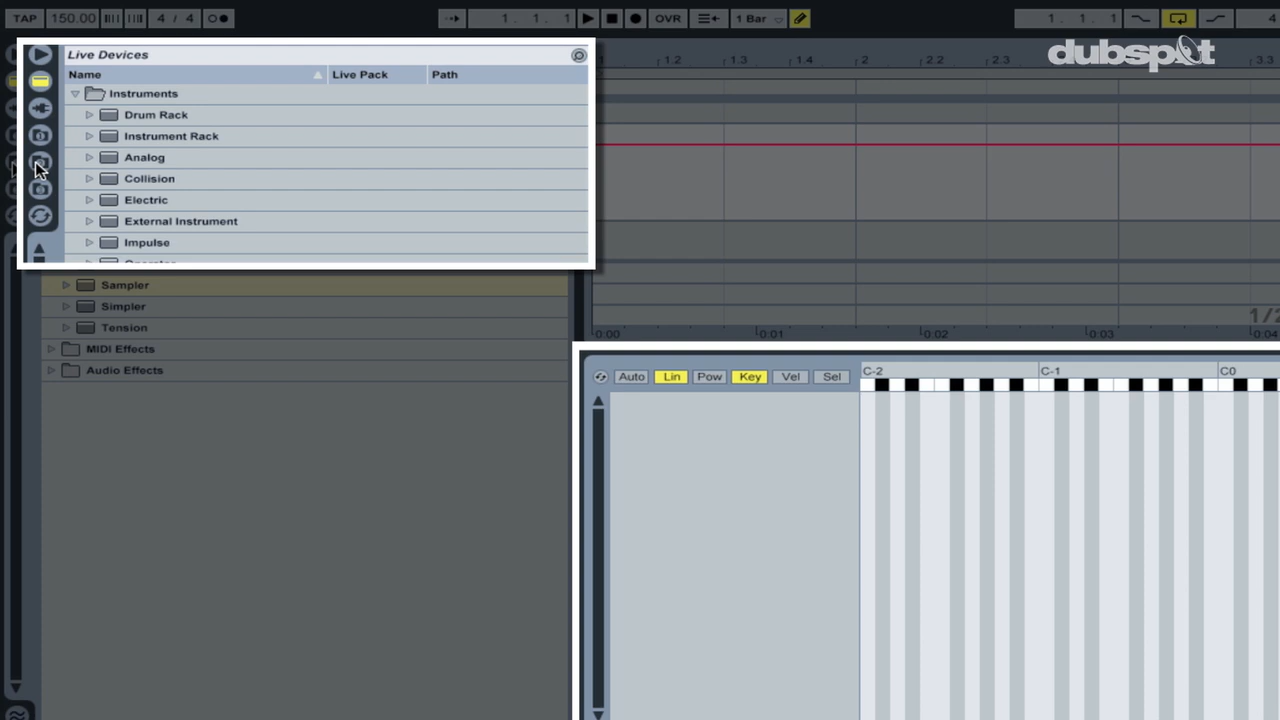 TAP 150.00 4 / 4 1. 1. 1 OVR 1 Bar 1. 1. 1 4
dubspot
Live Devices
Name Live Pack Path
Instruments
Drum Rack
Instrument Rack
Analog
Collision
Electric
External Instrument
Impulse
Sampler
Simpler
Tension
MIDI Effects
Audio Effects
1.2 1.3 1.4 2 2.2 2.3 3.3
1/2
0:00 0:01 0:02 0:03 0:04
Auto Lin Pow Key Vel Sel C-2 C-1 C0